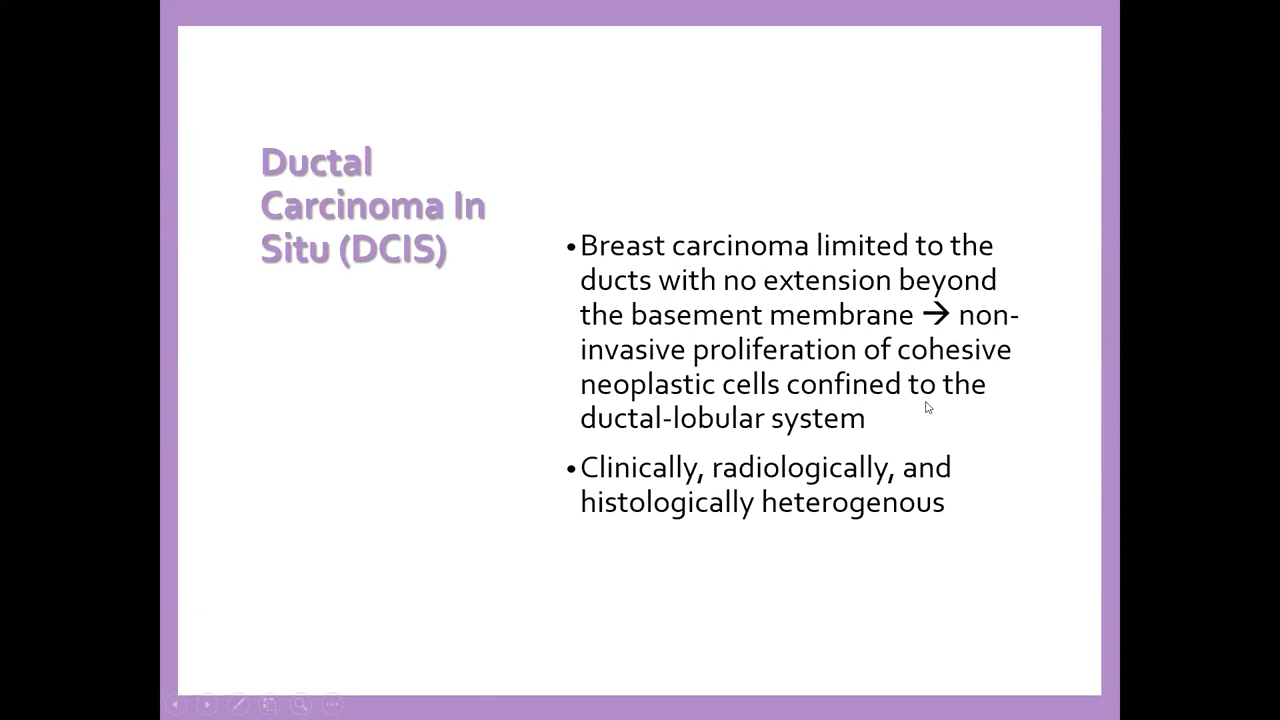 Ductal
Carcinoma In
Situ (DCIS)
•Breast carcinoma limited to the
ducts with no extension beyond
the basement membrane → non-
invasive proliferation of cohesive
neoplastic cells confined to the
ductal-lobular system
•Clinically, radiologically, and
histologically heterogenous